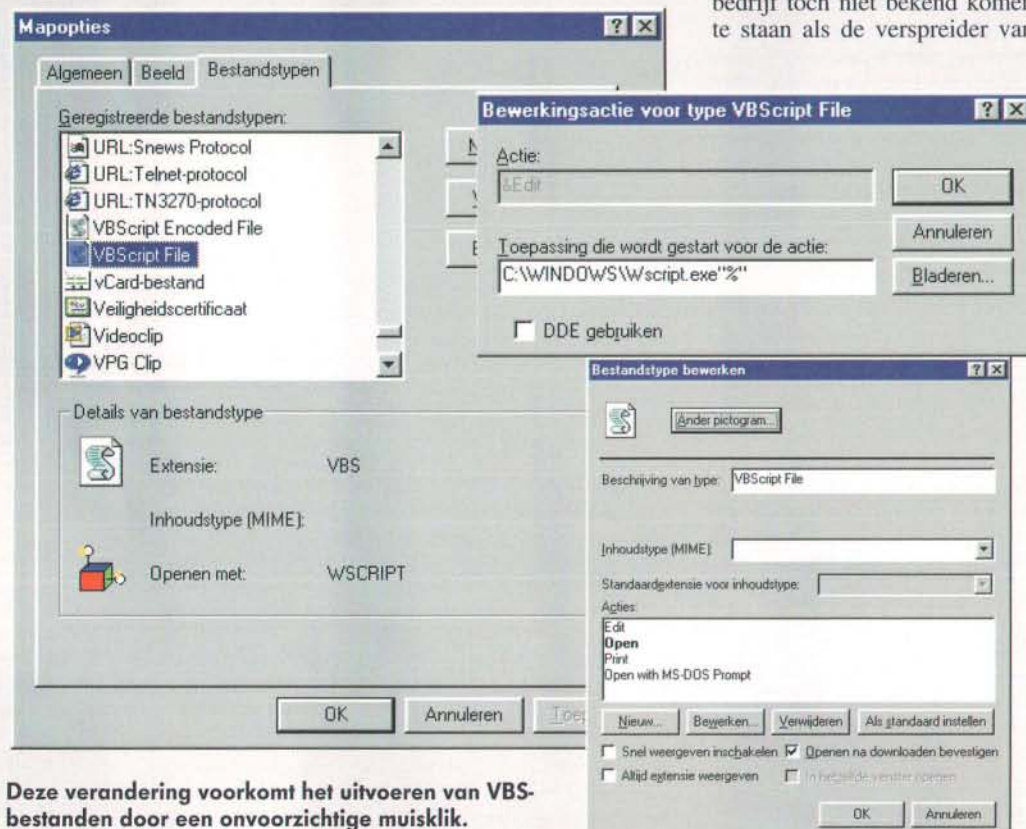 bedrijf toch niet bekend komen
te staan als de verspreider van
Mapopties
Algemeen Beeld Bestandstypen
Geregistreerde bestandstypen:
URL:Snews Protocol
URL:Telnet-protocol
URL:TN3270-protocol
VBScript Encoded File
VBScript File
vCard-bestand
Veiligheidscertificaat
Videoclip
VPG Clip
Details van bestandstype
Extensie: VBS
Inhoudstype (MIME):
Openen met: WSCRIPT
OK Annuleren
Bewerkingsactie voor type VBScript File
Actie:
&Edit
OK
Annuleren
Toepassing die wordt gestart voor de actie:
C:\WINDOWS\Wscript.exe"%"
Bladeren...
DDE gebruiken
Bestandstype bewerken
Ander pictogram...
Beschrijving van type: VBScript File
Inhoudstype (MIME):
Standaardextensie voor inhoudstype:
Acties:
Edit
Open
Print
Open with MS-DOS Prompt
Nieuw... Bewerken... Verwijderen Als standaard instellen
Snel weergeven inschakelen Openen na downloaden bevestigen
Altijd extensie weergeven In hetzelfde venster openen
OK Annuleren
Deze verandering voorkomt het uitvoeren van VBS-
bestanden door een onvoorzichtige muisklik.